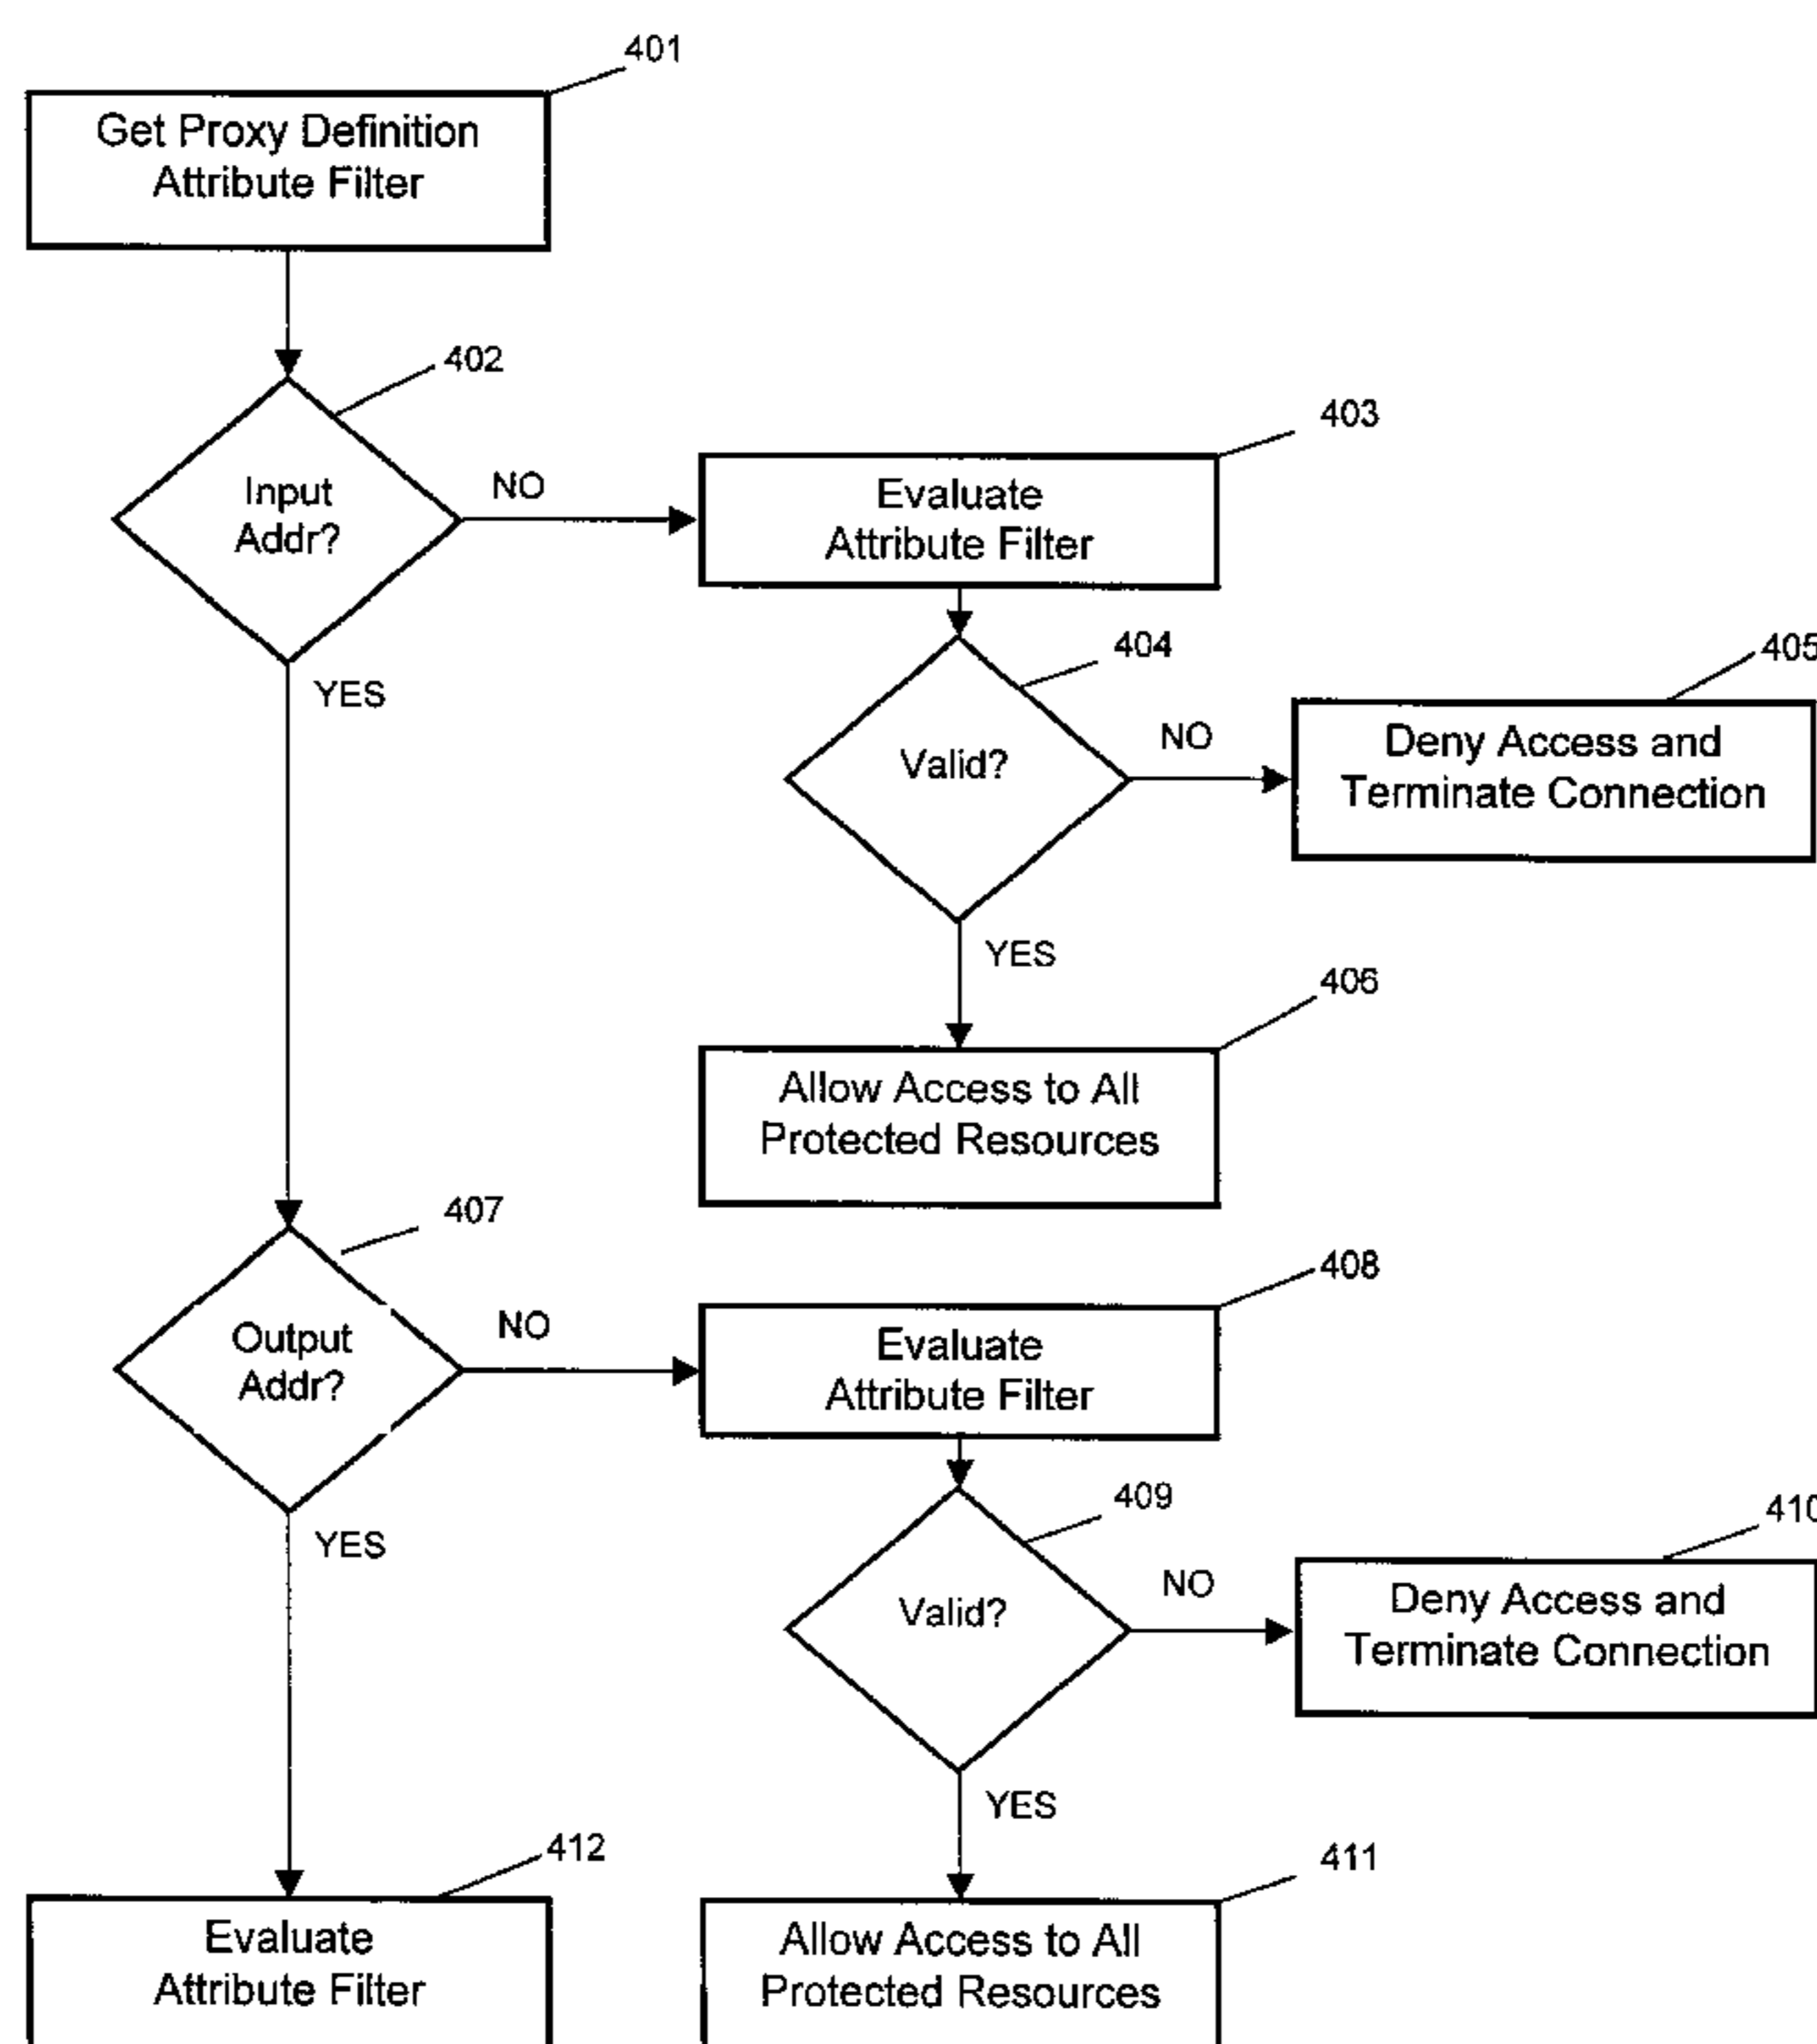 401
Get Proxy Definition
Attribute Filter
402
Input
Addr?
NO
YES
403
Evaluate
Attribute Filter
404
Valid?
NO
405
Deny Access and
Terminate Connection
YES
406
Allow Access to All
Protected Resources
407
Output
Addr?
NO
YES
408
Evaluate
Attribute Filter
409
Valid?
NO
410
Deny Access and
Terminate Connection
YES
411
Allow Access to All
Protected Resources
412
Evaluate
Attribute Filter